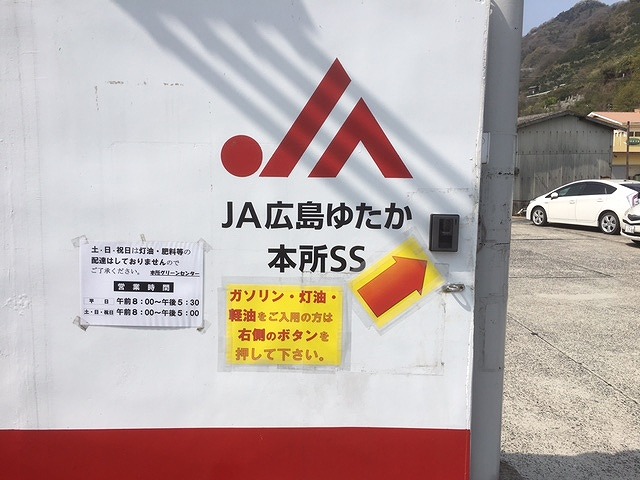 JA広島ゆたか
本所SS
土・日・祝日は灯油・肥料等の
配達はしておりませんので
ご了承ください。 本所グリーンセンター
営業時間
平　日 午前8：00～午後5：30
土・日・祝日 午前8：00～午後5：00
ガソリン・灯油・
軽油をご入用の方は
右側のボタンを
押して下さい。